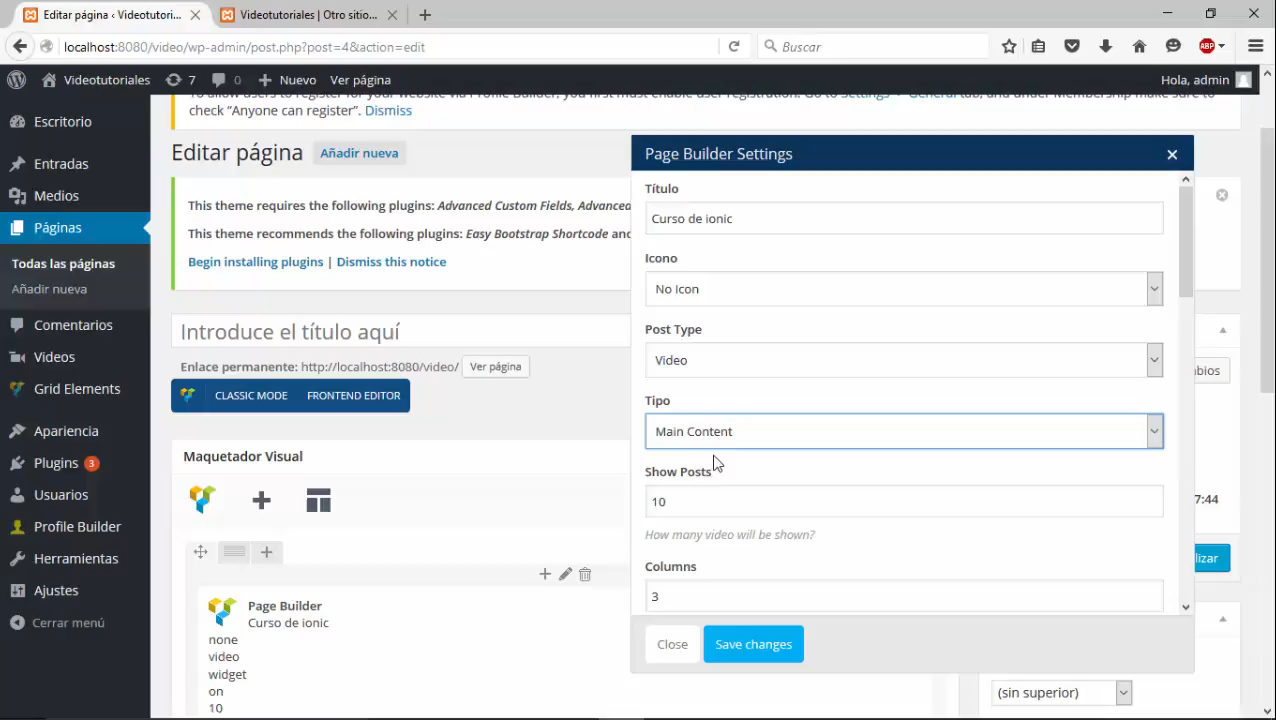 Editar página ‹ Videotutori...
Videotutoriales | Otro sitio...
localhost:8080/video/wp-admin/post.php?post=4&action=edit
Buscar
ABP
Videotutoriales
7
0
Nuevo
Ver página
Hola, admin
Escritorio
Entradas
Medios
Páginas
Todas las páginas
Añadir nueva
Comentarios
Videos
Grid Elements
Apariencia
Plugins 3
Usuarios
Profile Builder
Herramientas
Ajustes
Cerrar menú
check “Anyone can register”. Dismiss
Editar página
Añadir nueva
This theme requires the following plugins: Advanced Custom Fields, Advanced
This theme recommends the following plugins: Easy Bootstrap Shortcode
Begin installing plugins | Dismiss this notice
Introduce el título aquí
Enlace permanente: http://localhost:8080/video/
Ver página
CLASSIC MODE
FRONTEND EDITOR
Maquetador Visual
Page Builder
Curso de ionic
none
video
widget
on
10
Page Builder Settings
Título
Curso de ionic
Icono
No Icon
Post Type
Video
Tipo
Main Content
Show Posts
10
How many video will be shown?
Columns
3
Close
Save changes
bios
7:44
lizar
(sin superior)